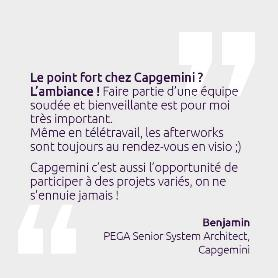 Le point fort chez Capgemini ?
L’ambiance ! Faire partie d’une équipe
soudée et bienveillante est pour moi
très important.
Même en télétravail, les afterworks
sont toujours au rendez-vous en visio ;)
Capgemini c’est aussi l’opportunité de
participer à des projets variés, on ne
s’ennuie jamais !
Benjamin
PEGA Senior System Architect,
Capgemini